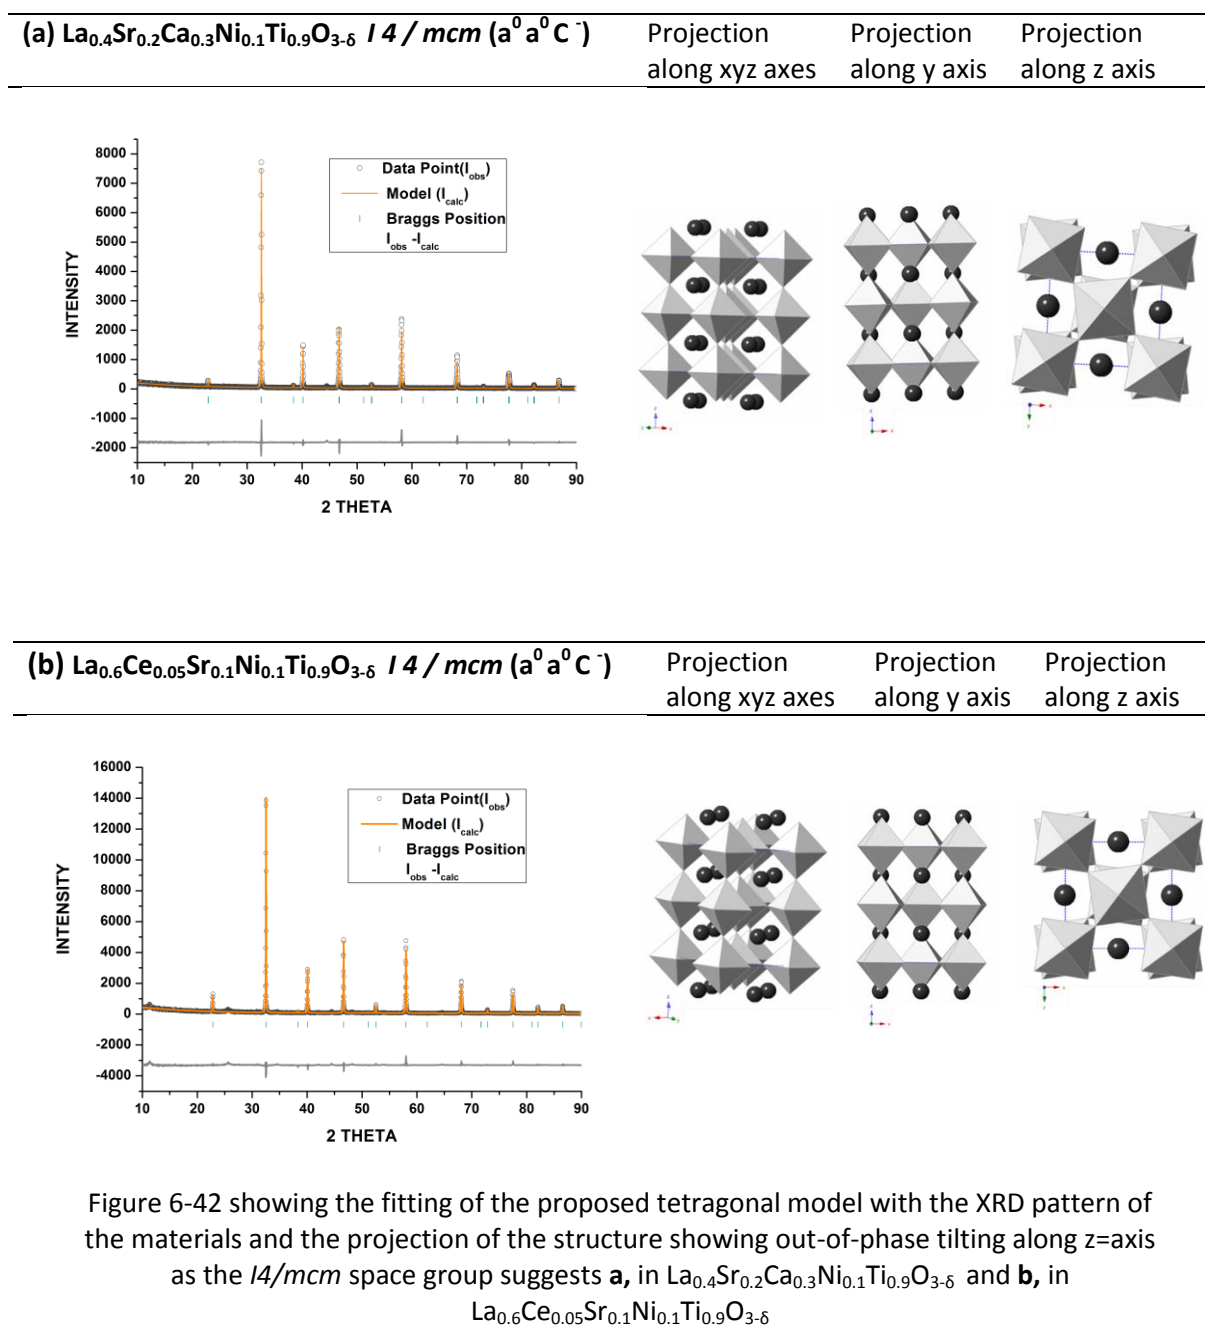 (a) La0.4Sr0.2Ca0.3Ni0.1Ti0.9O3-δ I 4 / mcm (a⁰ a⁰ C ⁻)
Projection along xyz axes
Projection along y axis
Projection along z axis
8000
7000
6000
5000
4000
3000
2000
1000
0
-1000
-2000
INTENSITY
Data Point(Iobs)
Model (Icalc)
Braggs Position
Iobs -Icalc
10 20 30 40 50 60 70 80 90
2 THETA
(b) La0.6Ce0.05Sr0.1Ni0.1Ti0.9O3-δ I 4 / mcm (a⁰ a⁰ C ⁻)
Projection along xyz axes
Projection along y axis
Projection along z axis
16000
14000
12000
10000
8000
6000
4000
2000
0
-2000
-4000
INTENSITY
Data Point(Iobs)
Model (Icalc)
Braggs Position
Iobs -Icalc
10 20 30 40 50 60 70 80 90
2 THETA
Figure 6-42 showing the fitting of the proposed tetragonal model with the XRD pattern of
the materials and the projection of the structure showing out-of-phase tilting along z=axis
as the I4/mcm space group suggests a, in La0.4Sr0.2Ca0.3Ni0.1Ti0.9O3-δ and b, in
La0.6Ce0.05Sr0.1Ni0.1Ti0.9O3-δ